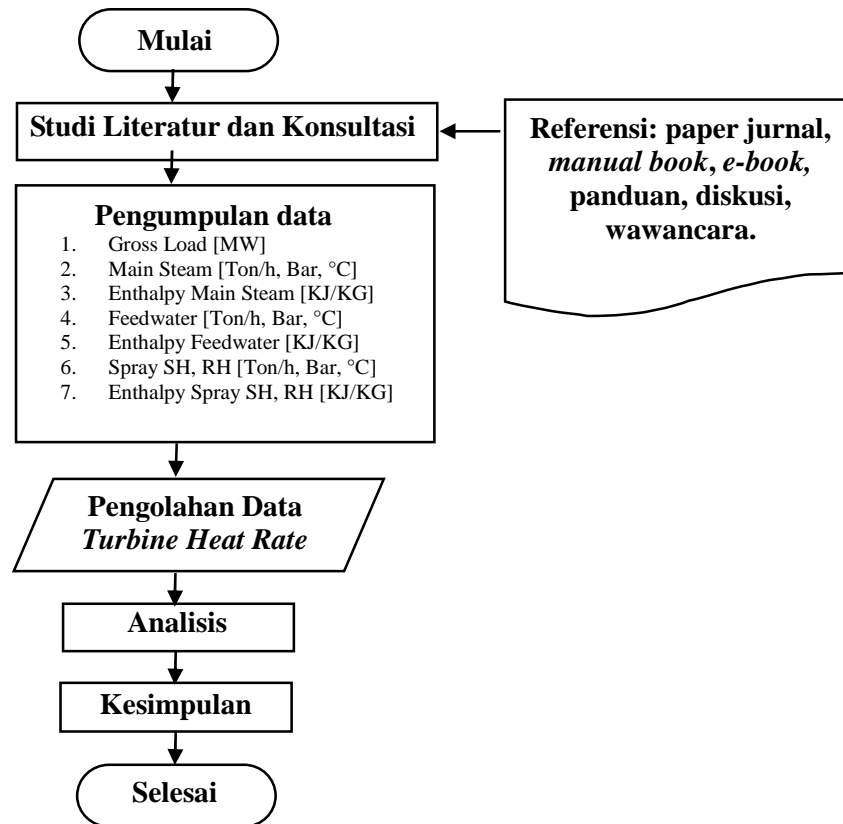 Mulai
Studi Literatur dan Konsultasi
Referensi: paper jurnal,
manual book, e-book,
panduan, diskusi,
wawancara.
Pengumpulan data
1. Gross Load [MW]
2. Main Steam [Ton/h, Bar, °C]
3. Enthalpy Main Steam [KJ/KG]
4. Feedwater [Ton/h, Bar, °C]
5. Enthalpy Feedwater [KJ/KG]
6. Spray SH, RH [Ton/h, Bar, °C]
7. Enthalpy Spray SH, RH [KJ/KG]
Pengolahan Data
Turbine Heat Rate
Analisis
Kesimpulan
Selesai